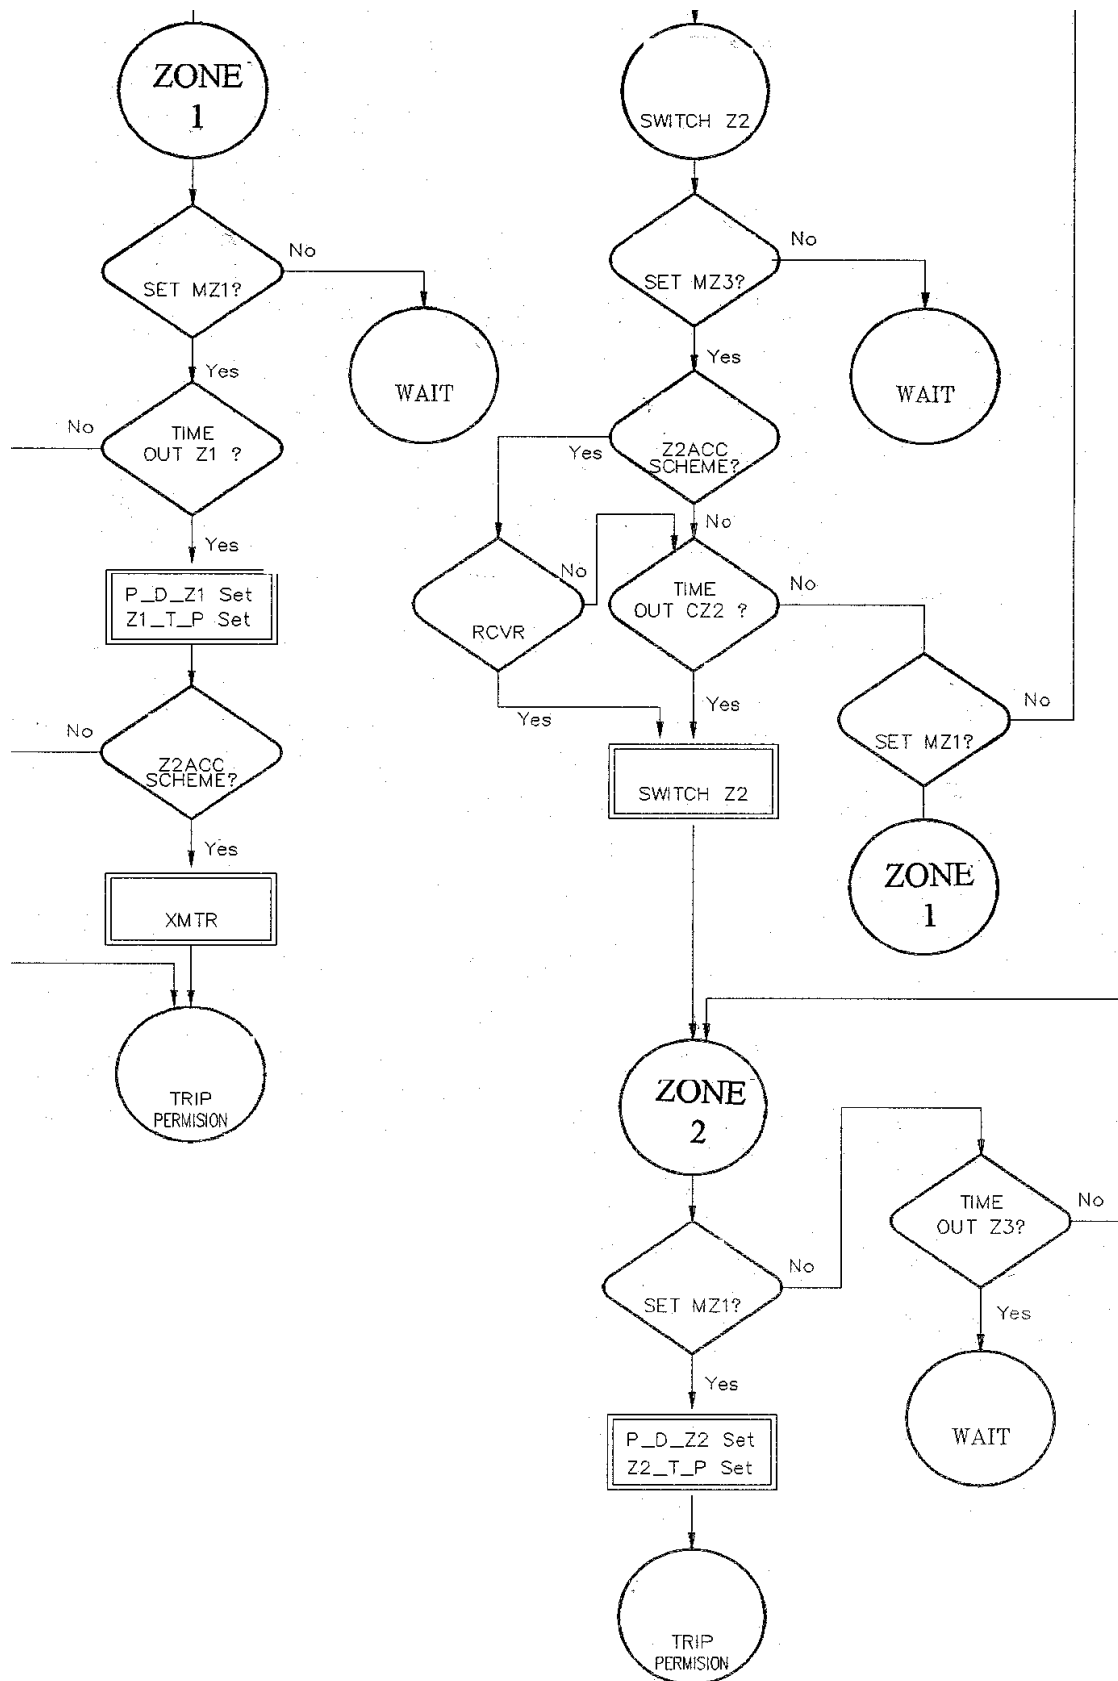 ZONE
1
SET MZ1?
No
WAIT
Yes
TIME
OUT Z1 ?
No
Yes
P_D_Z1 Set
Z1_T_P Set
Z2ACC
SCHEME?
No
Yes
XMTR
TRIP
PERMISION
SWITCH Z2
SET MZ3?
No
WAIT
Yes
Z2ACC
SCHEME?
Yes
No
RCVR
No
Yes
TIME
OUT CZ2 ?
No
Yes
SET MZ1?
No
ZONE
1
SWITCH Z2
ZONE
2
SET MZ1?
No
TIME
OUT Z3?
No
Yes
WAIT
Yes
P_D_Z2 Set
Z2_T_P Set
TRIP
PERMISION